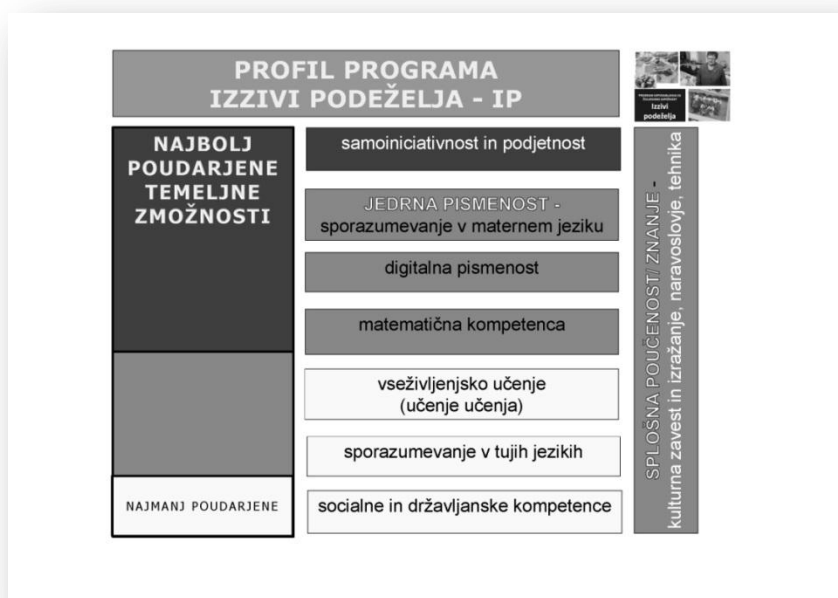 PROFIL PROGRAMA
IZZIVI PODEŽELJA - IP
Izzivi
podeželja
NAJBOLJ
POUDARJENE
TEMELJNE
ZMOŽNOSTI
NAJMANJ POUDARJENE
samoiniciativnost in podjetnost
JEDRNA PISMENOST -
sporazumevanje v maternem jeziku
digitalna pismenost
matematična kompetenca
vseživljenjsko učenje
(učenje učenja)
sporazumevanje v tujih jezikih
socialne in državljanske kompetence
SPLOŠNA POUČENOST/ ZNANJE -
kulturna zavest in izražanje, naravoslovje, tehnika